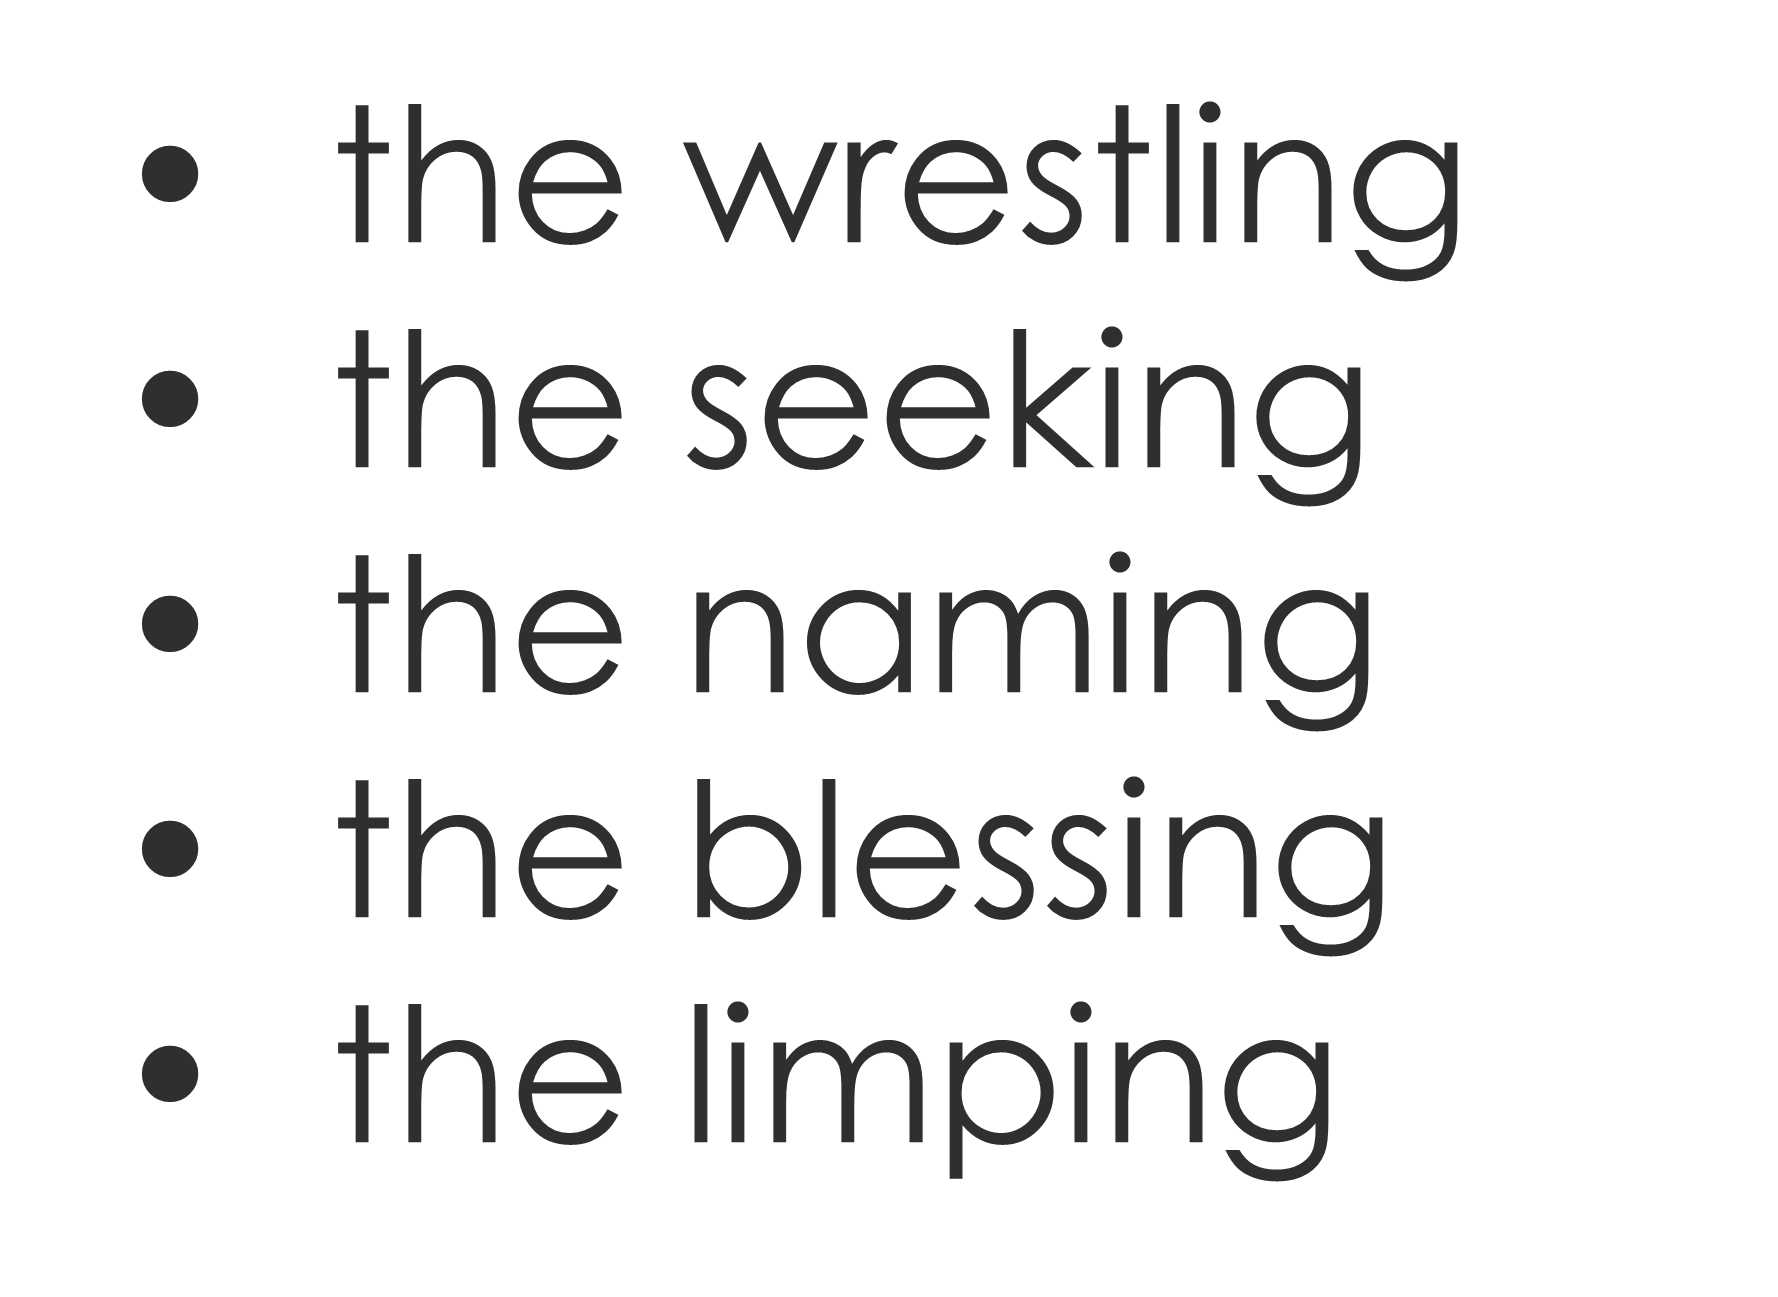 • the wrestling
• the seeking
• the naming
• the blessing
• the limping